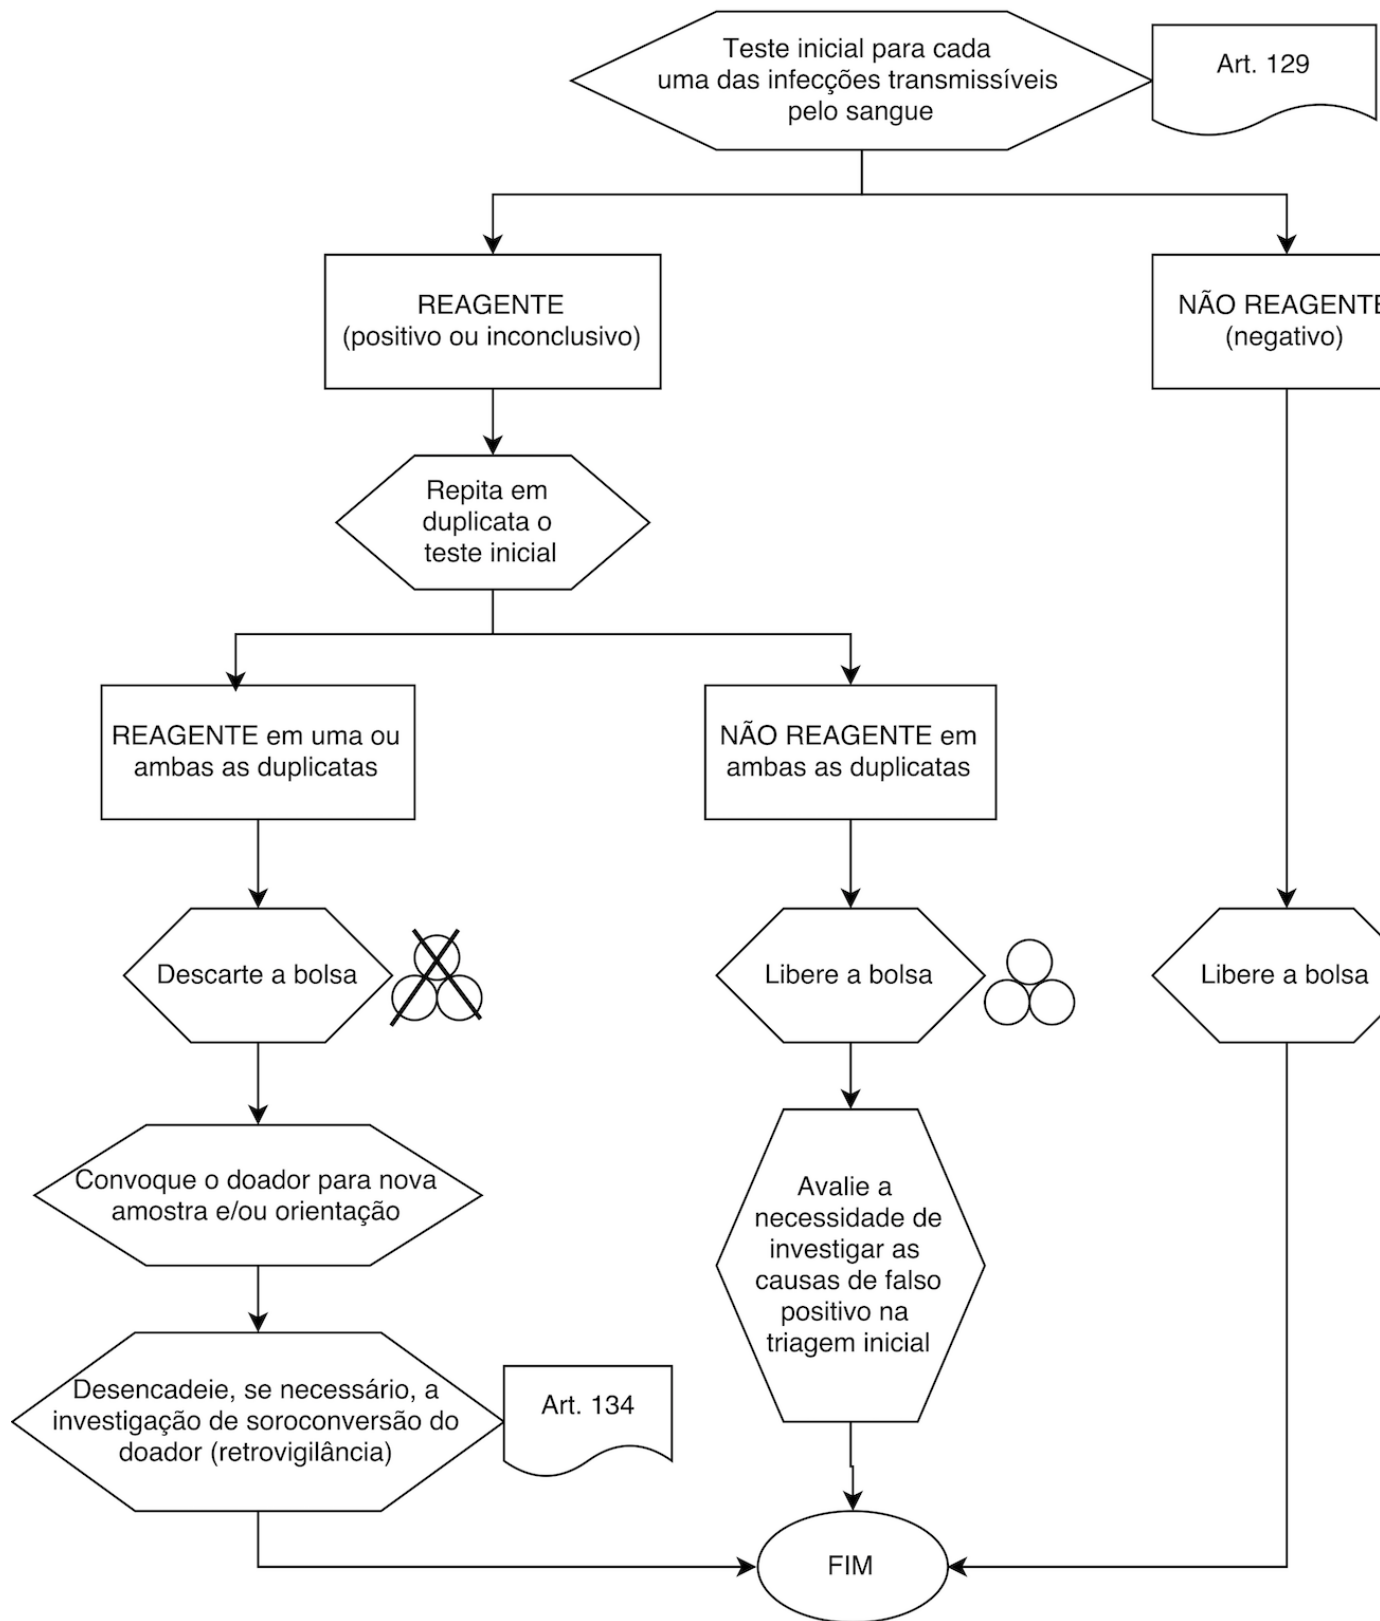 Teste inicial para cada
uma das infecções transmissíveis
pelo sangue
Art. 129
REAGENTE
(positivo ou inconclusivo)
NÃO REAGENTE
(negativo)
Repita em
duplicata o
teste inicial
REAGENTE em uma ou
ambas as duplicatas
NÃO REAGENTE em
ambas as duplicatas
Descarte a bolsa
Libere a bolsa
Libere a bolsa
Convoque o doador para nova
amostra e/ou orientação
Avalie a
necessidade de
investigar as
causas de falso
positivo na
triagem inicial
Desencadeie, se necessário, a
investigação de soroconversão do
doador (retrovigilância)
Art. 134
FIM